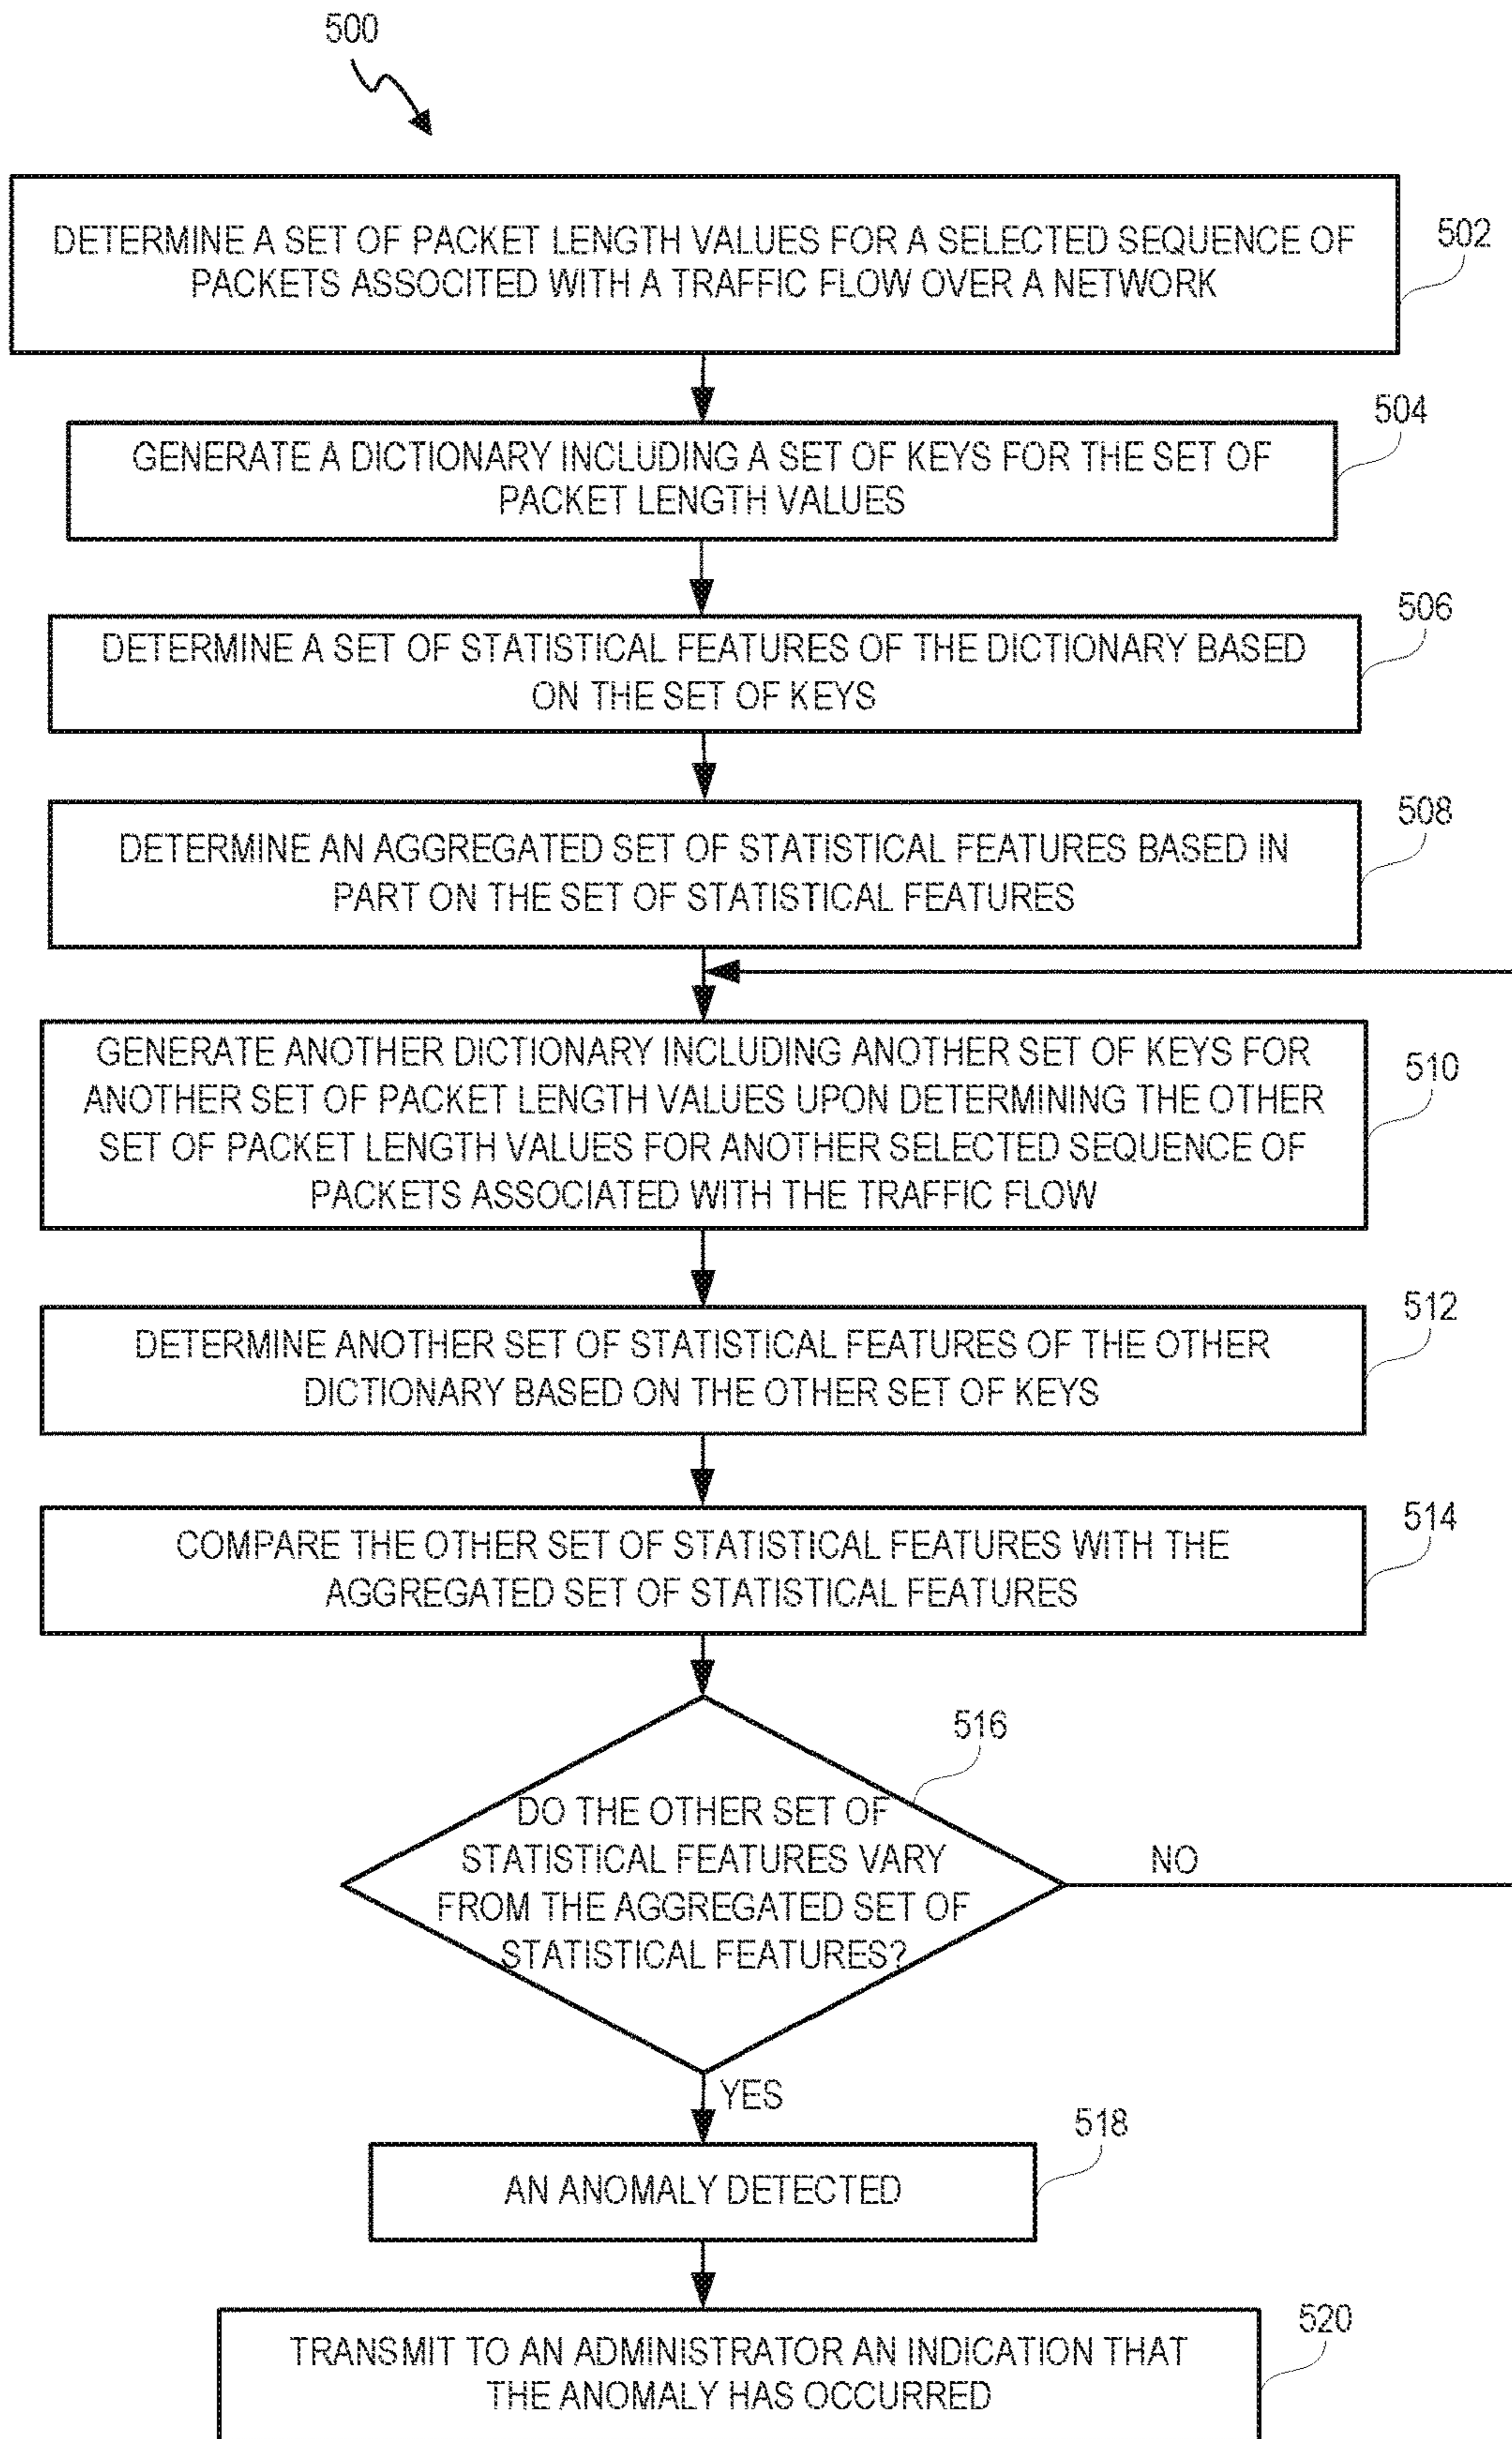 500
DETERMINE A SET OF PACKET LENGTH VALUES FOR A SELECTED SEQUENCE OF
PACKETS ASSOCITED WITH A TRAFFIC FLOW OVER A NETWORK
502
GENERATE A DICTIONARY INCLUDING A SET OF KEYS FOR THE SET OF
PACKET LENGTH VALUES
504
DETERMINE A SET OF STATISTICAL FEATURES OF THE DICTIONARY BASED
ON THE SET OF KEYS
506
DETERMINE AN AGGREGATED SET OF STATISTICAL FEATURES BASED IN
PART ON THE SET OF STATISTICAL FEATURES
508
GENERATE ANOTHER DICTIONARY INCLUDING ANOTHER SET OF KEYS FOR
ANOTHER SET OF PACKET LENGTH VALUES UPON DETERMINING THE OTHER
SET OF PACKET LENGTH VALUES FOR ANOTHER SELECTED SEQUENCE OF
PACKETS ASSOCIATED WITH THE TRAFFIC FLOW
510
DETERMINE ANOTHER SET OF STATISTICAL FEATURES OF THE OTHER
DICTIONARY BASED ON THE OTHER SET OF KEYS
512
COMPARE THE OTHER SET OF STATISTICAL FEATURES WITH THE
AGGREGATED SET OF STATISTICAL FEATURES
514
516
DO THE OTHER SET OF
STATISTICAL FEATURES VARY
FROM THE AGGREGATED SET OF
STATISTICAL FEATURES?
NO
YES
518
AN ANOMALY DETECTED
520
TRANSMIT TO AN ADMINISTRATOR AN INDICATION THAT
THE ANOMALY HAS OCCURRED